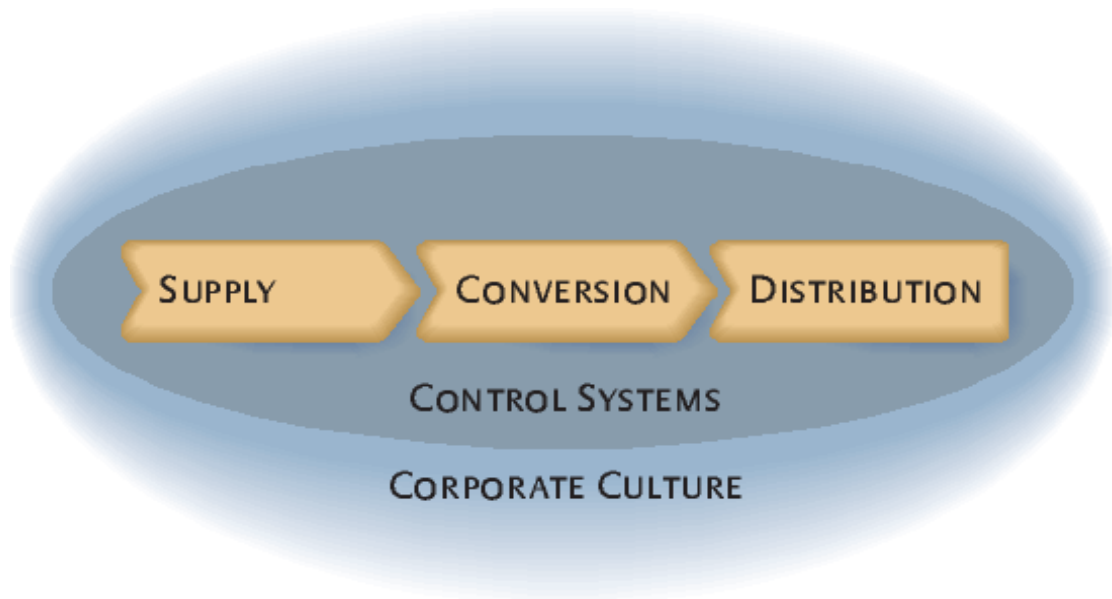 SUPPLY
CONVERSION
DISTRIBUTION
CONTROL SYSTEMS
CORPORATE CULTURE